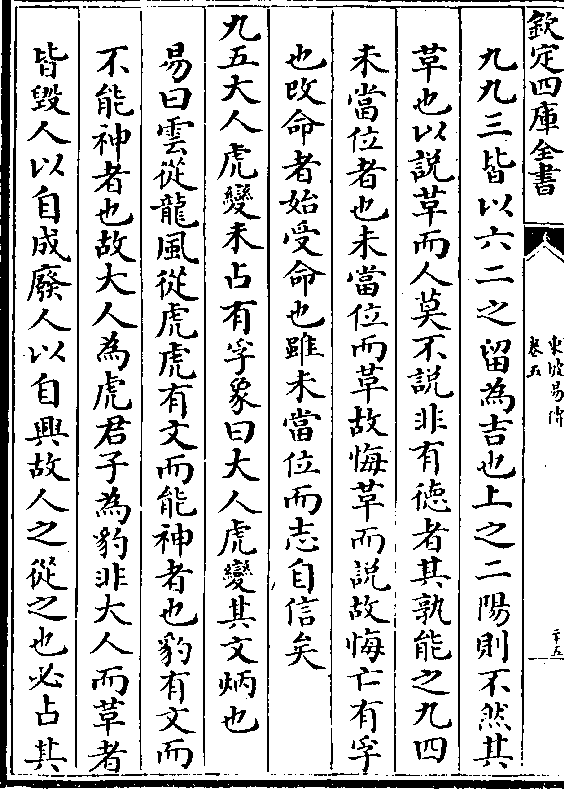 欽定四庫全書
東坡易傳
卷五
二十五
九九三皆以六二之留為吉也上之二陽則不然其
革也以説革而人莫不説非有徳者其孰能之九四
未當位者也未當位而革故悔革而説故悔亡有孚
也改命者始受命也雖未當位而志自信矣
九五大人虎變未占有孚象曰大人虎變其文炳也
易曰雲從龍風從虎虎有文而能神者也豹有文而
不能神者也故大人為虎君子為豹非大人而革者
皆毀人以自成廢人以自興故人之從之也必占其